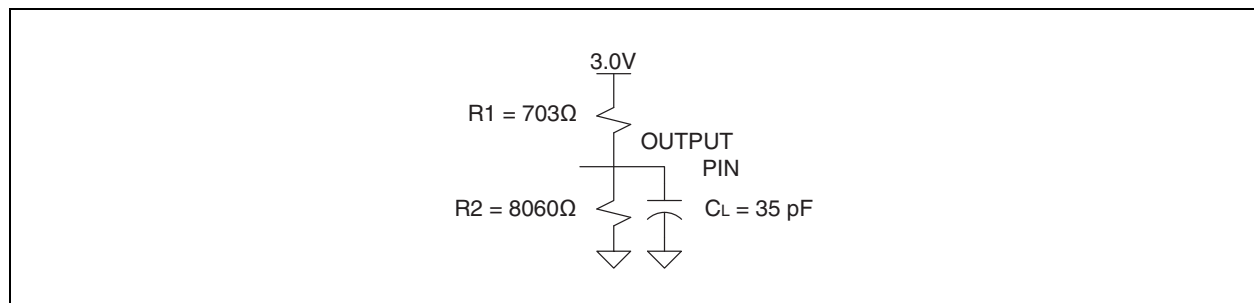 3.0V
R1 = 703Ω
OUTPUT
PIN
R2 = 8060Ω
CL = 35 pF